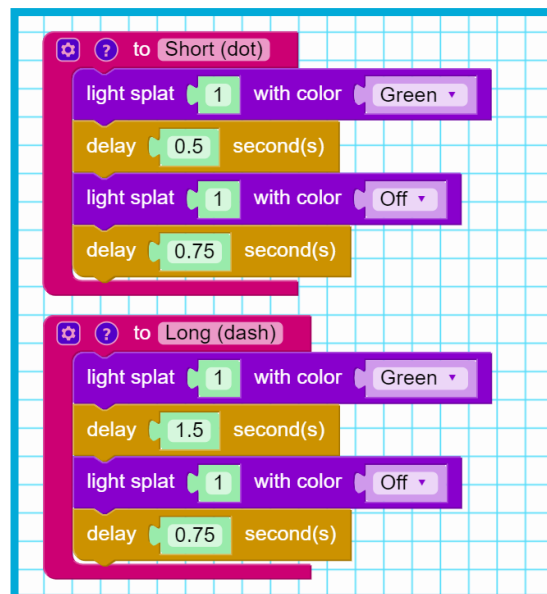 ? to Short (dot)
light splat 1 with color Green
delay 0.5 second(s)
light splat 1 with color Off
delay 0.75 second(s)
? to Long (dash)
light splat 1 with color Green
delay 1.5 second(s)
light splat 1 with color Off
delay 0.75 second(s)